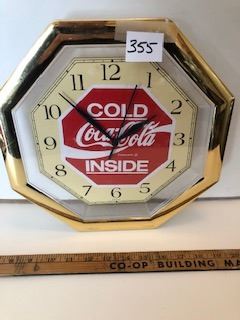 355
12
11 1
10 2
COLD
9 Coca-Cola 3
INSIDE
8 4
7 5
6
CO-OP BUILDING MA